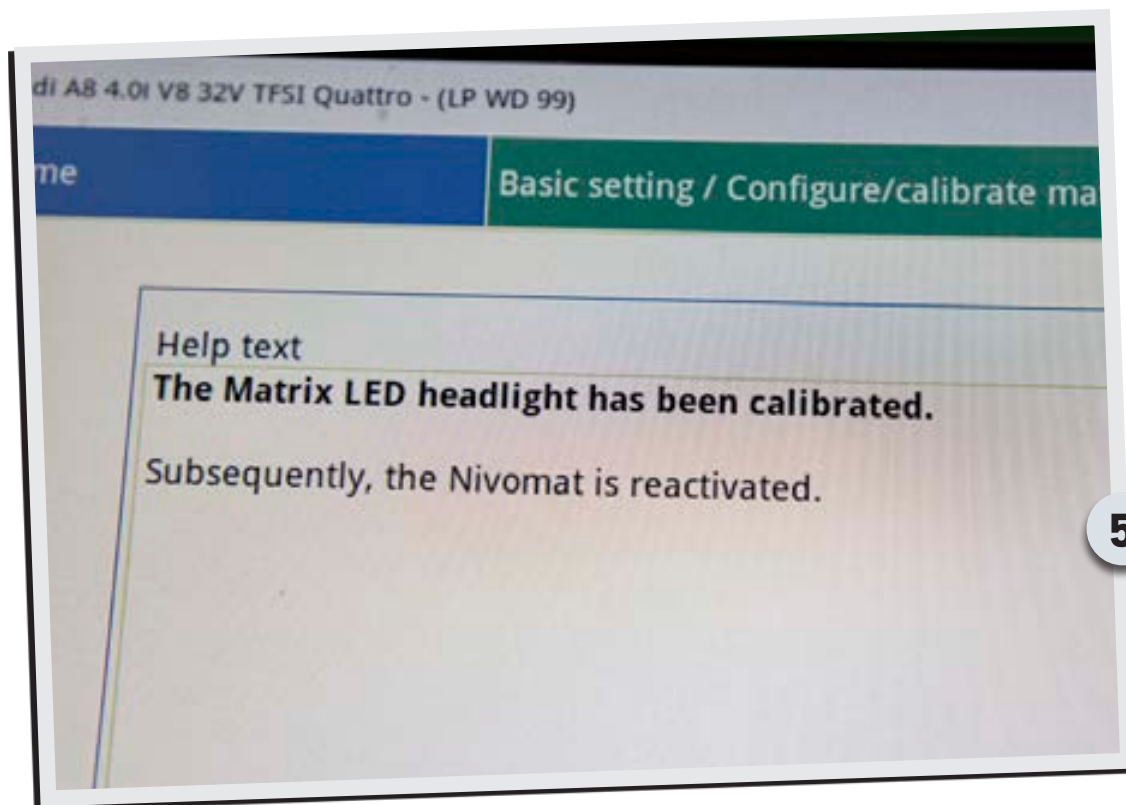 di A8 4.0i V8 32V TFSI Quattro - (LP WD 99)
me
Basic setting / Configure/calibrate ma
Help text
The Matrix LED headlight has been calibrated.
Subsequently, the Nivomat is reactivated.
5